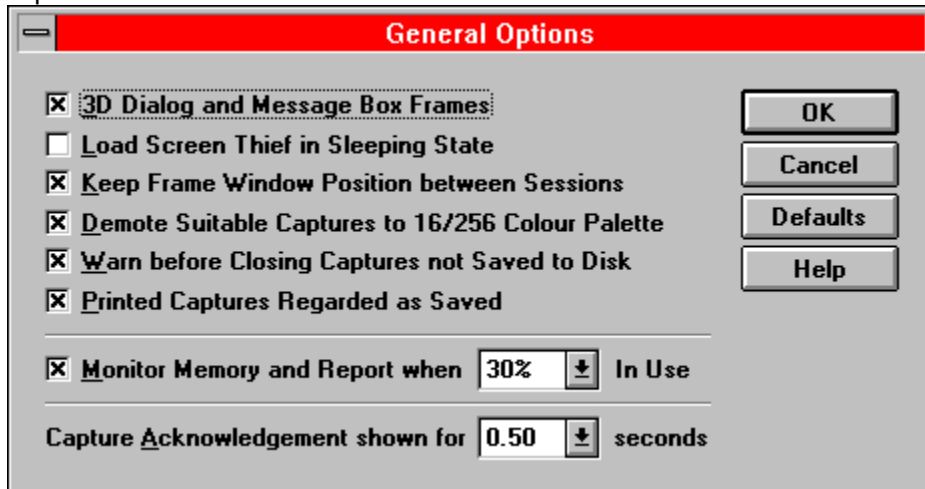 General Options
3D Dialog and Message Box Frames
Load Screen Thief in Sleeping State
Keep Frame Window Position between Sessions
Demote Suitable Captures to 16/256 Colour Palette
Warn before Closing Captures not Saved to Disk
Printed Captures Regarded as Saved
Monitor Memory and Report when 30% In Use
Capture Acknowledgement shown for 0.50 seconds
OK
Cancel
Defaults
Help